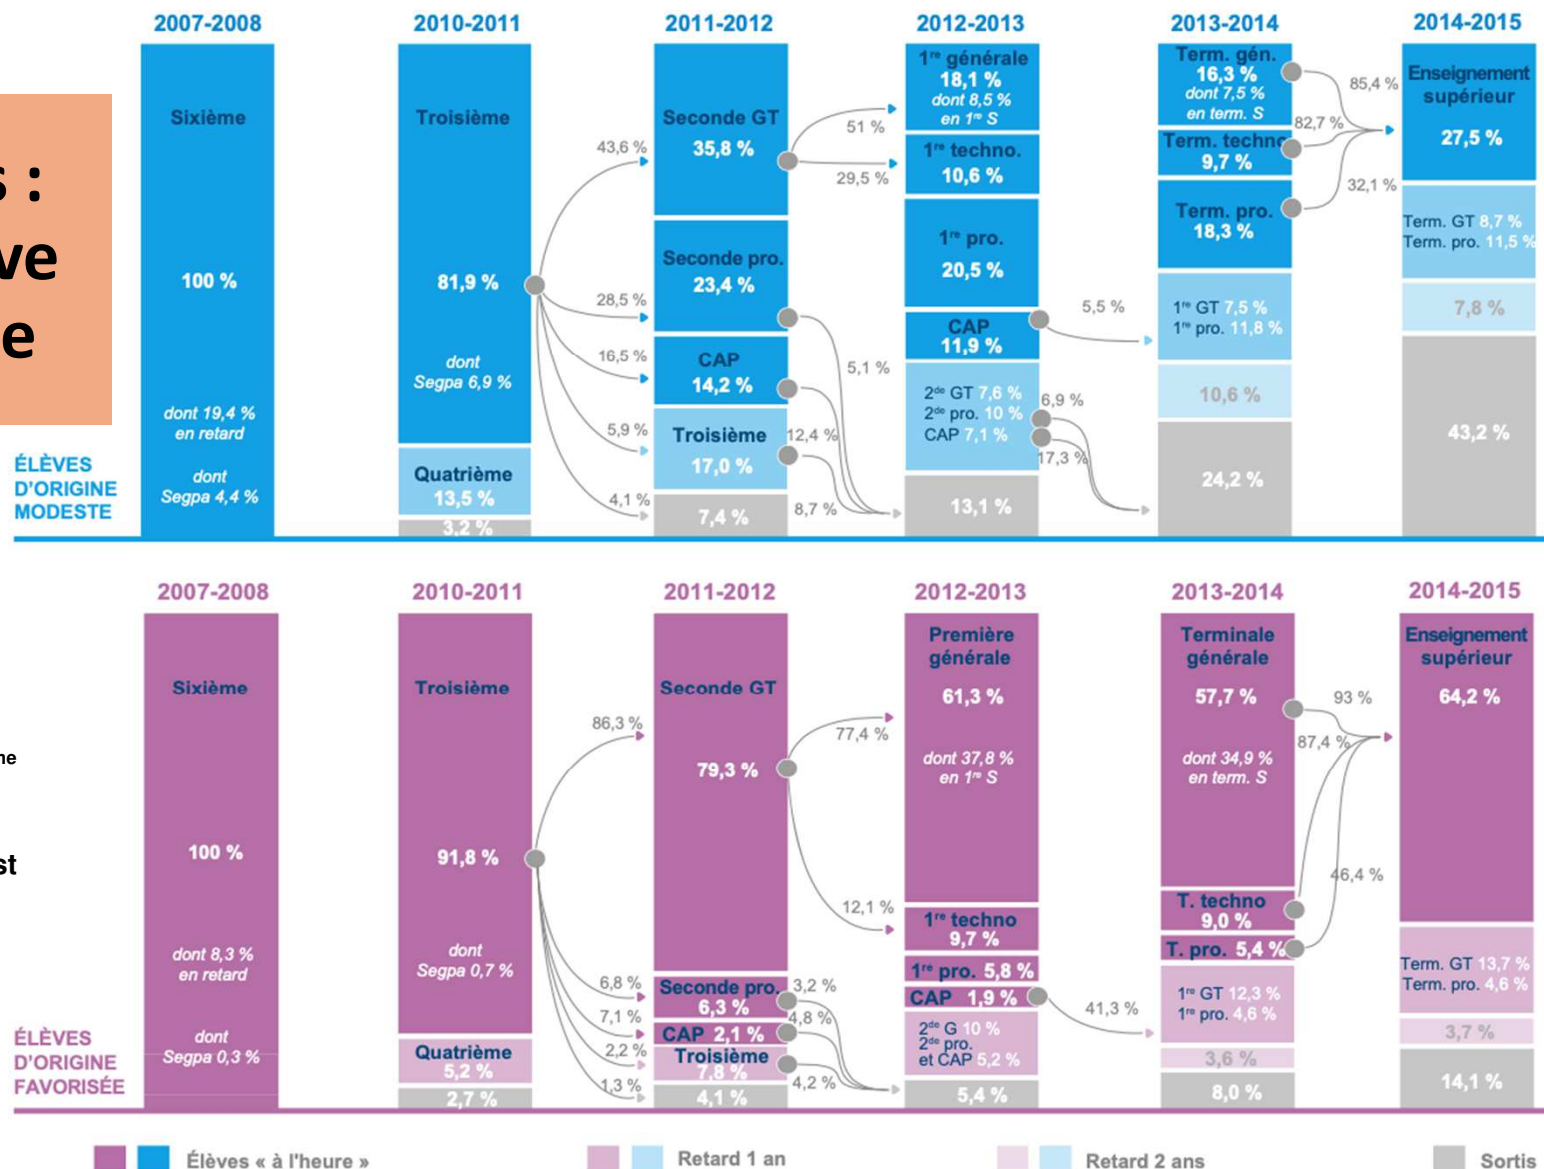 s :
ve
e
ne
st
2007-2008
2010-2011
2011-2012
2012-2013
2013-2014
2014-2015
Sixième
100 %
dont 19,4 %
en retard
dont
Segpa 4,4 %
Troisième
81,9 %
dont
Segpa 6,9 %
Quatrième
13,5 %
3,2 %
43,6 %
28,5 %
16,5 %
5,9 %
4,1 %
Seconde GT
35,8 %
Seconde pro.
23,4 %
CAP
14,2 %
Troisième
17,0 %
7,4 %
51 %
29,5 %
5,1 %
12,4 %
8,7 %
1re générale
18,1 %
dont 8,5 %
en 1re S
1re techno.
10,6 %
1re pro.
20,5 %
CAP
11,9 %
2de GT 7,6 %
2de pro. 10 %
CAP 7,1 %
13,1 %
5,5 %
6,9 %
17,3 %
Term. gén.
16,3 %
dont 7,5 %
en term. S
Term. techno
9,7 %
Term. pro.
18,3 %
1re GT 7,5 %
1re pro. 11,8 %
10,6 %
24,2 %
85,4 %
82,7 %
32,1 %
Enseignement
supérieur
27,5 %
Term. GT 8,7 %
Term. pro. 11,5 %
7,8 %
43,2 %
ÉLÈVES
D'ORIGINE
MODESTE
2007-2008
2010-2011
2011-2012
2012-2013
2013-2014
2014-2015
Sixième
100 %
dont 8,3 %
en retard
dont
Segpa 0,3 %
Troisième
91,8 %
dont
Segpa 0,7 %
Quatrième
5,2 %
2,7 %
86,3 %
6,8 %
7,1 %
2,2 %
1,3 %
Seconde GT
79,3 %
Seconde pro.
6,3 %
CAP 2,1 %
Troisième
7,8 %
4,1 %
77,4 %
12,1 %
3,2 %
4,8 %
4,2 %
Première
générale
61,3 %
dont 37,8 %
en 1re S
1re techno
9,7 %
1re pro. 5,8 %
CAP 1,9 %
2de G 10 %
2de pro.
et CAP 5,2 %
5,4 %
41,3 %
Terminale
générale
57,7 %
dont 34,9 %
en term. S
T. techno
9,0 %
T. pro. 5,4 %
1re GT 12,3 %
1re pro. 4,6 %
3,6 %
8,0 %
93 %
87,4 %
46,4 %
Enseignement
supérieur
64,2 %
Term. GT 13,7 %
Term. pro. 4,6 %
3,7 %
14,1 %
ÉLÈVES
D'ORIGINE
FAVORISÉE
Élèves « à l'heure »
Retard 1 an
Retard 2 ans
Sortis